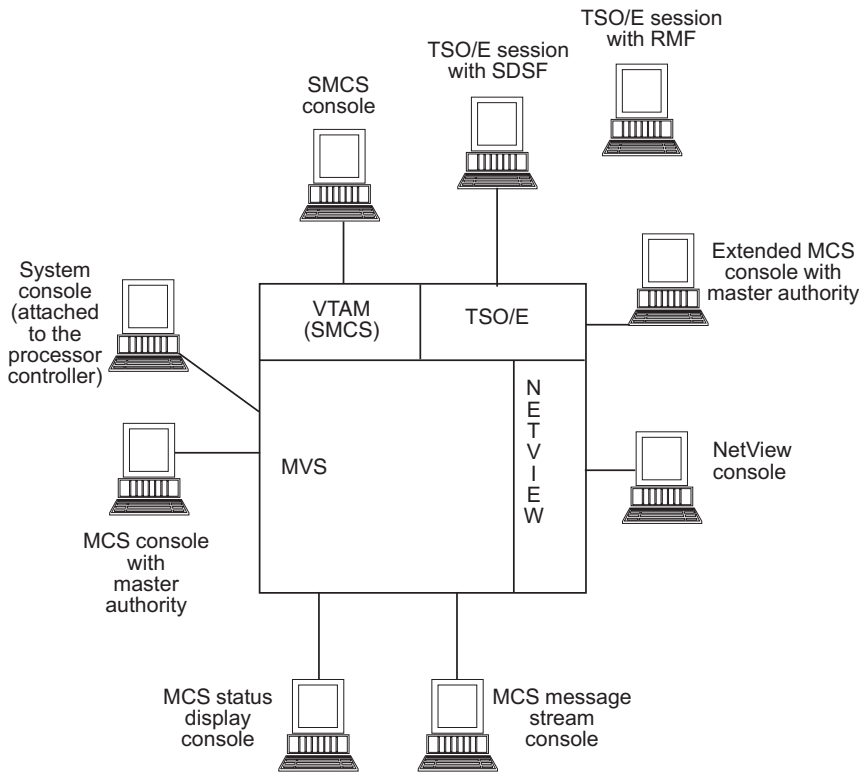 TSO/E session
with RMF
TSO/E session
with SDSF
SMCS
console
System
console
(attached
to the
processor
controller)
VTAM
(SMCS)
TSO/E
Extended MCS
console with
master authority
N
E
T
V
I
E
W
MVS
NetView
console
MCS console
with
master
authority
MCS status
display
console
MCS message
stream
console